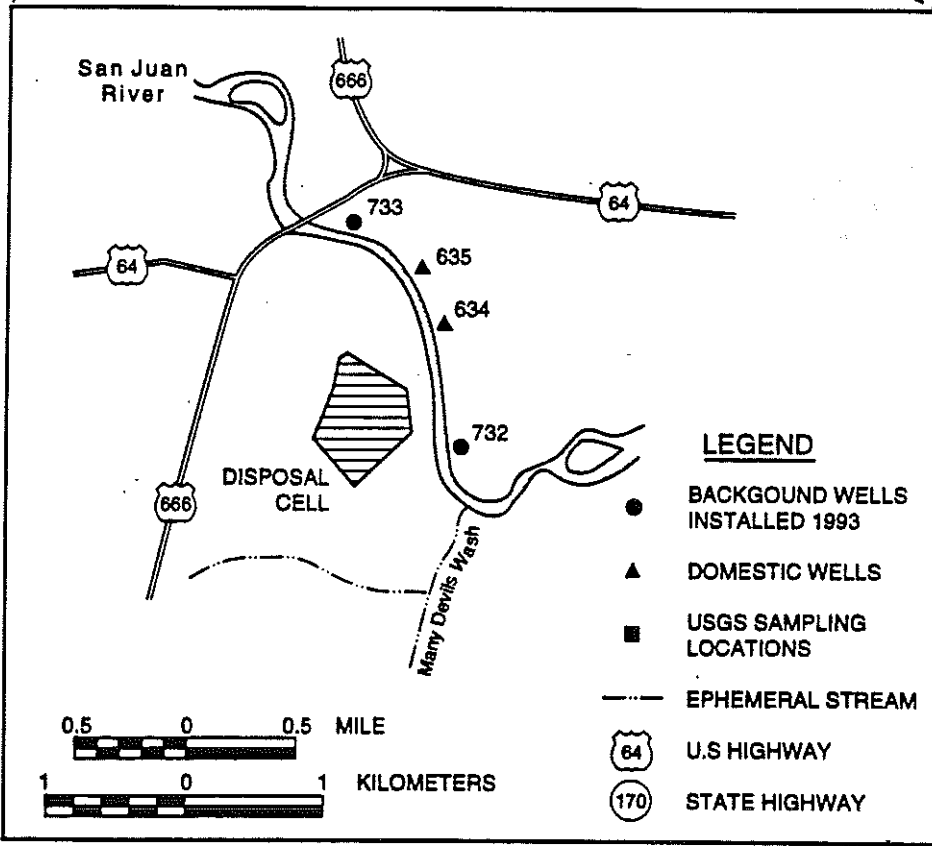 San Juan
River
666
64
733
635
64
634
732
DISPOSAL
CELL
666
Many Devils Wash
LEGEND
BACKGOUND WELLS
INSTALLED 1993
DOMESTIC WELLS
USGS SAMPLING
LOCATIONS
EPHEMERAL STREAM
64 U.S HIGHWAY
170 STATE HIGHWAY
0.5 0 0.5 MILE
1 0 1 KILOMETERS